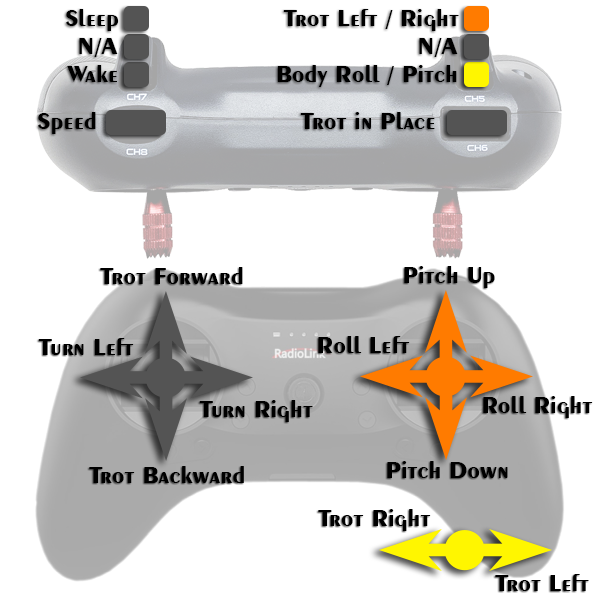 Sleep
Trot Left / Right
N/A
N/A
Wake
Body Roll / Pitch
CH7
CH5
Speed
Trot in Place
CH8
CH6
Trot Forward
Pitch Up
Turn Left
Roll Left
RadioLink
Turn Right
Roll Right
Trot Backward
Pitch Down
Trot Right
Trot Left